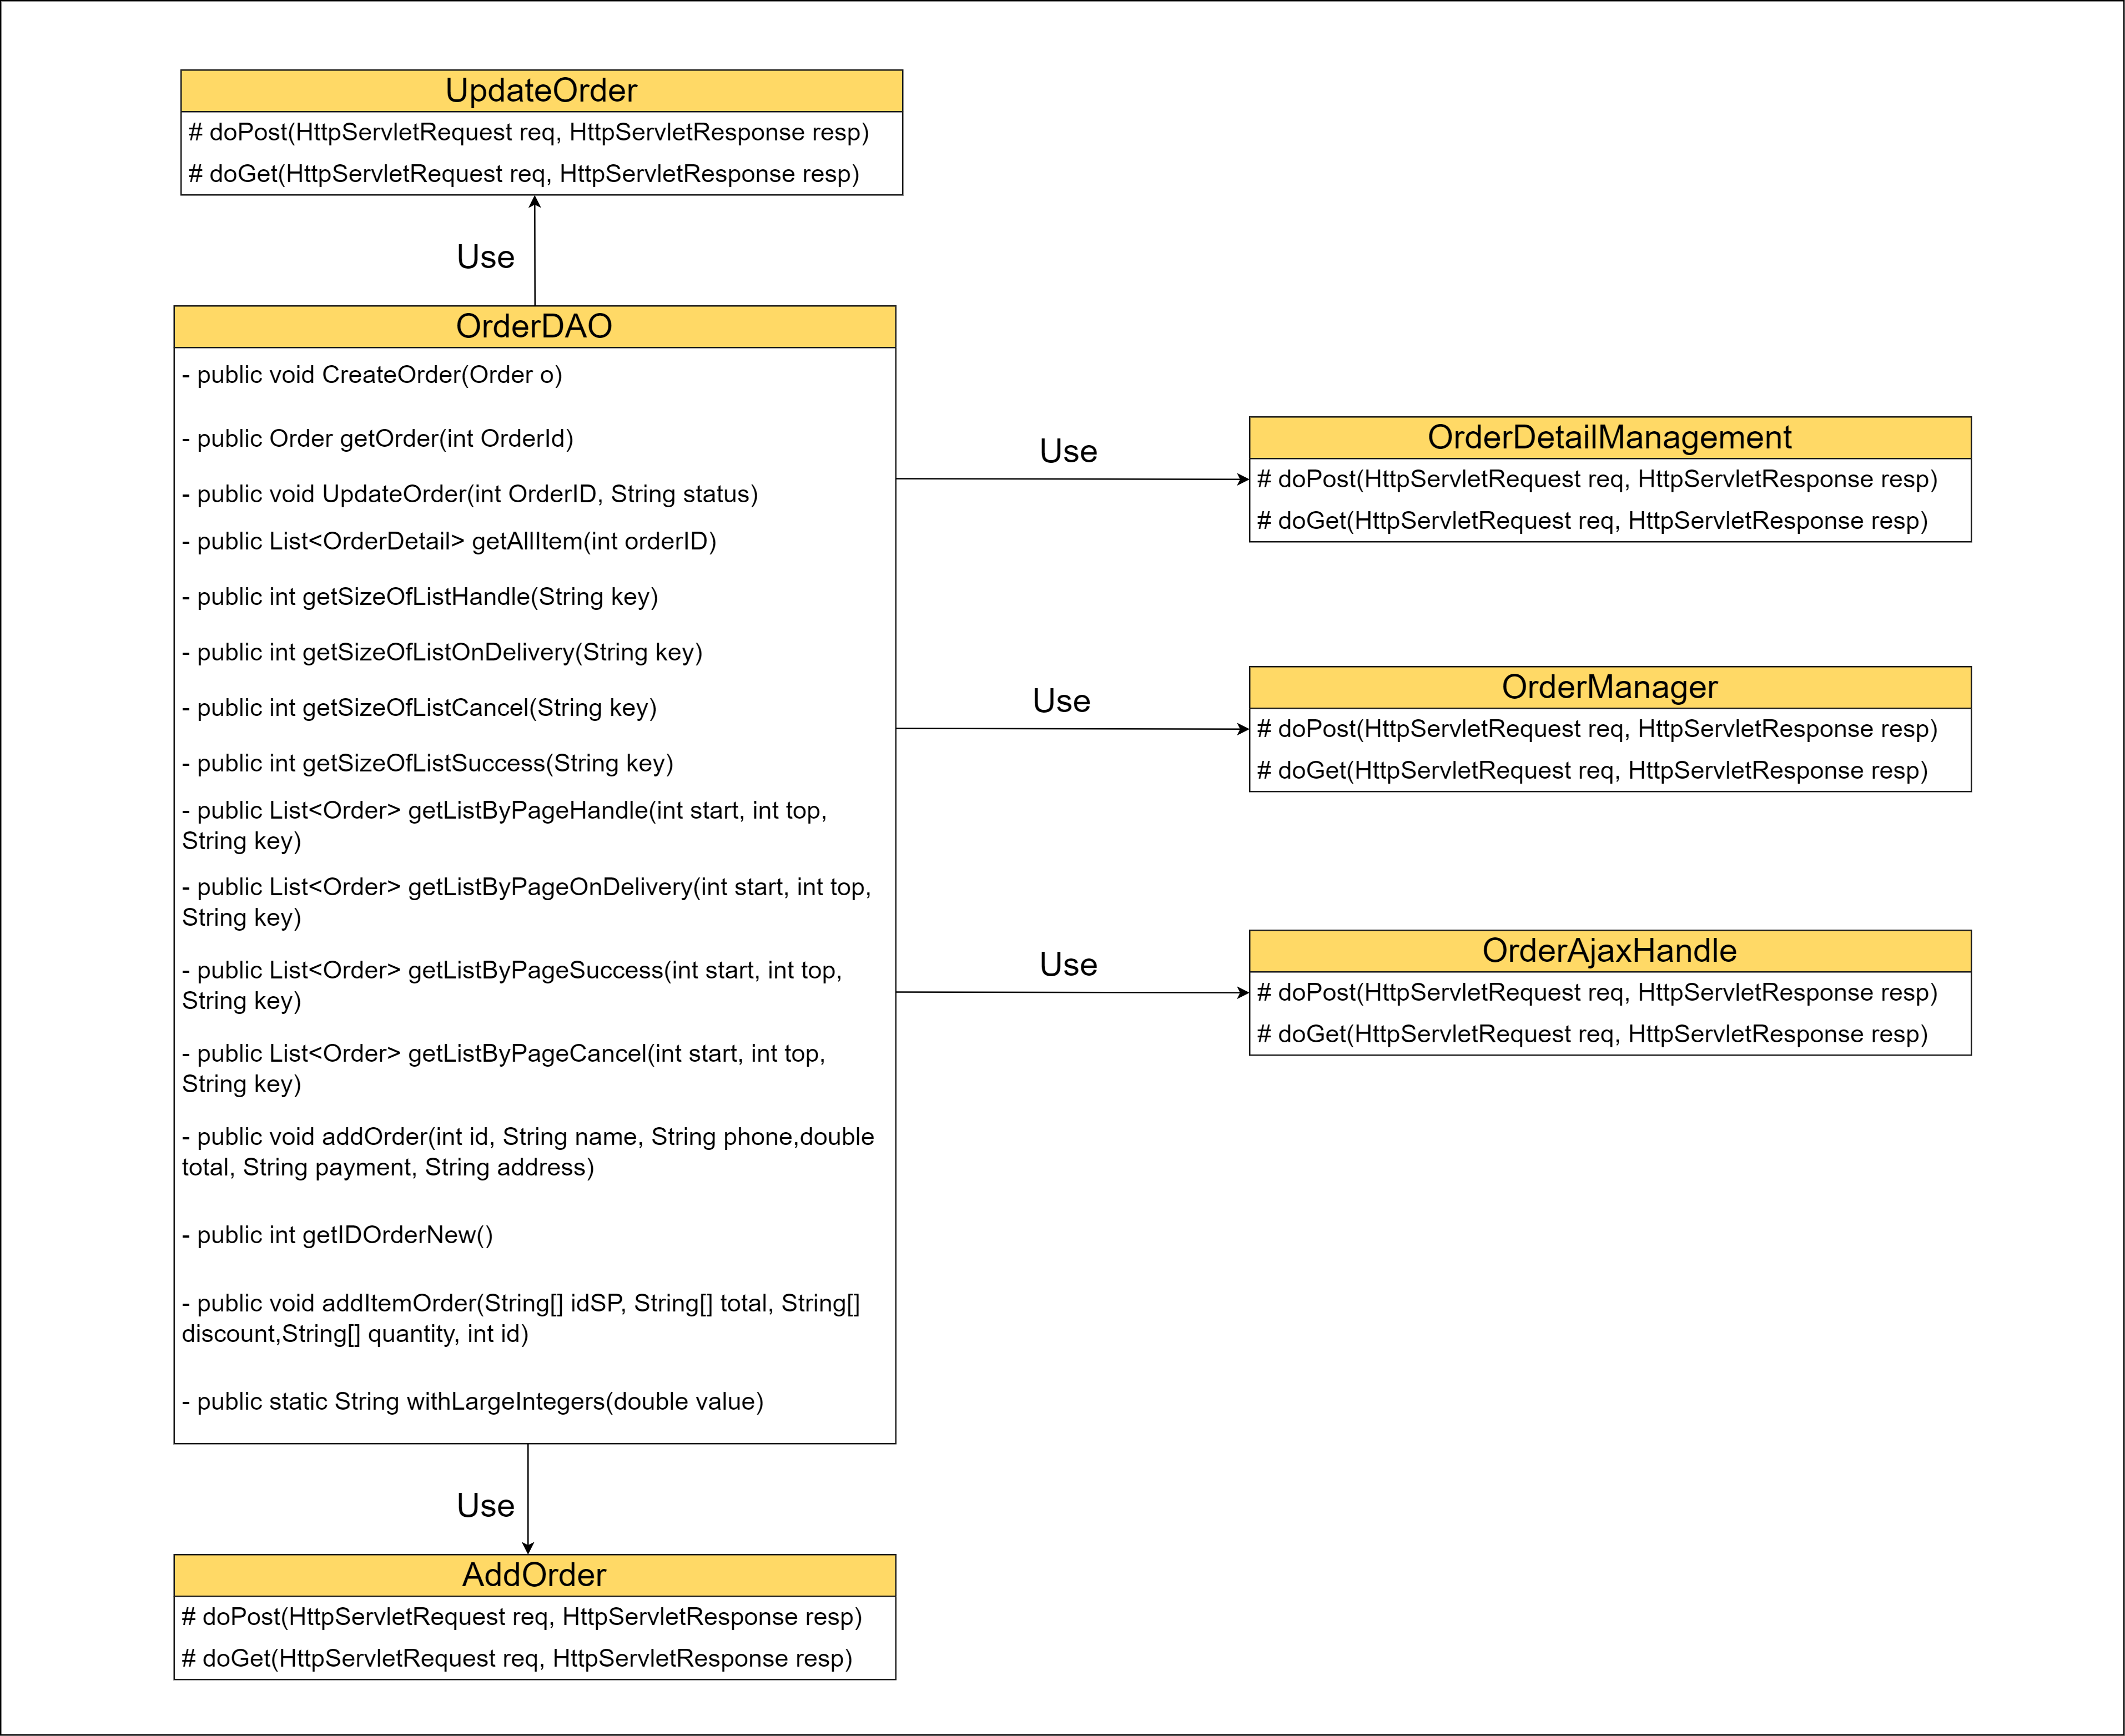 UpdateOrder
# doPost(HttpServletRequest req, HttpServletResponse resp)
# doGet(HttpServletRequest req, HttpServletResponse resp)
Use
OrderDAO
- public void CreateOrder(Order o)
- public Order getOrder(int OrderId)
- public void UpdateOrder(int OrderID, String status)
- public List<OrderDetail> getAllItem(int orderID)
- public int getSizeOfListHandle(String key)
- public int getSizeOfListOnDelivery(String key)
- public int getSizeOfListCancel(String key)
- public int getSizeOfListSuccess(String key)
- public List<Order> getListByPageHandle(int start, int top,
String key)
- public List<Order> getListByPageOnDelivery(int start, int top,
String key)
- public List<Order> getListByPageSuccess(int start, int top,
String key)
- public List<Order> getListByPageCancel(int start, int top,
String key)
- public void addOrder(int id, String name, String phone,double
total, String payment, String address)
- public int getIDOrderNew()
- public void addItemOrder(String[] idSP, String[] total, String[]
discount,String[] quantity, int id)
- public static String withLargeIntegers(double value)
Use
OrderDetailManagement
# doPost(HttpServletRequest req, HttpServletResponse resp)
# doGet(HttpServletRequest req, HttpServletResponse resp)
Use
OrderManager
# doPost(HttpServletRequest req, HttpServletResponse resp)
# doGet(HttpServletRequest req, HttpServletResponse resp)
Use
OrderAjaxHandle
# doPost(HttpServletRequest req, HttpServletResponse resp)
# doGet(HttpServletRequest req, HttpServletResponse resp)
Use
AddOrder
# doPost(HttpServletRequest req, HttpServletResponse resp)
# doGet(HttpServletRequest req, HttpServletResponse resp)